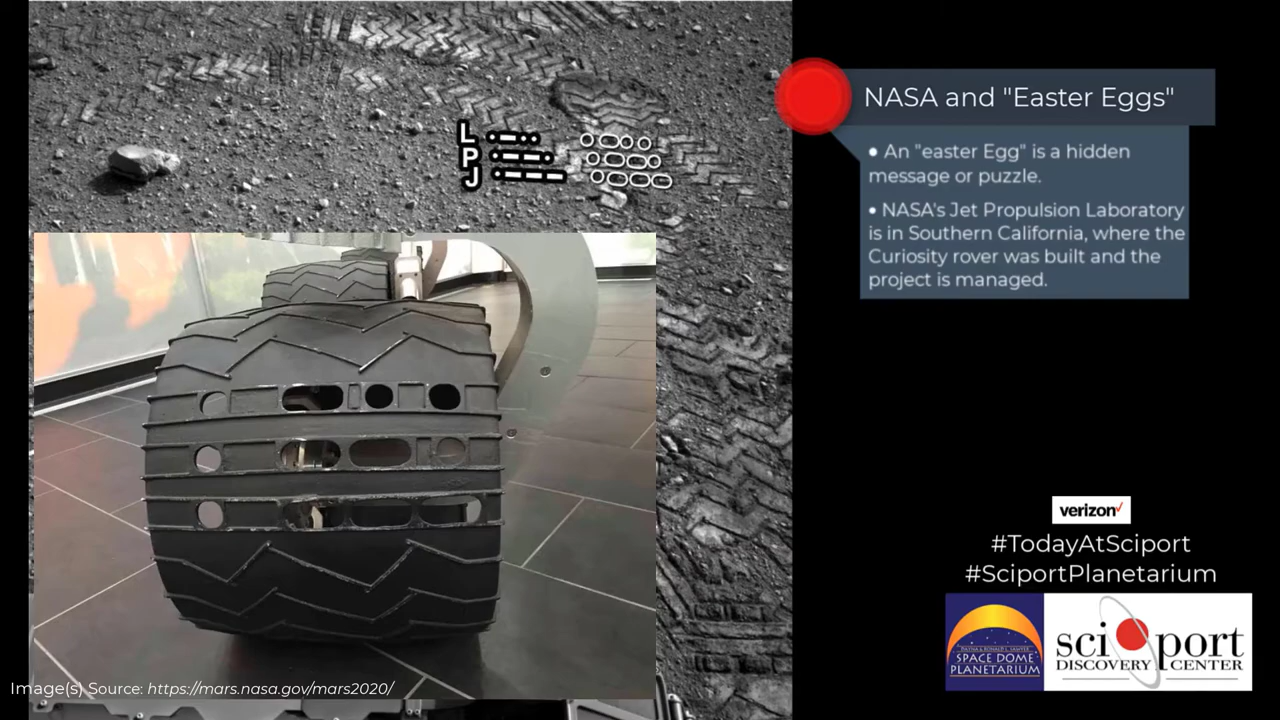 NASA and "Easter Eggs"
• An "easter Egg" is a hidden
message or puzzle.
• NASA's Jet Propulsion Laboratory
is in Southern California, where the
Curiosity rover was built and the
project is managed.
L
P
J
verizon
#TodayAtSciport
#SciportPlanetarium
SPACE DOME
PLANETARIUM
sci port
DISCOVERY CENTER
Image(s) Source: https://mars.nasa.gov/mars2020/